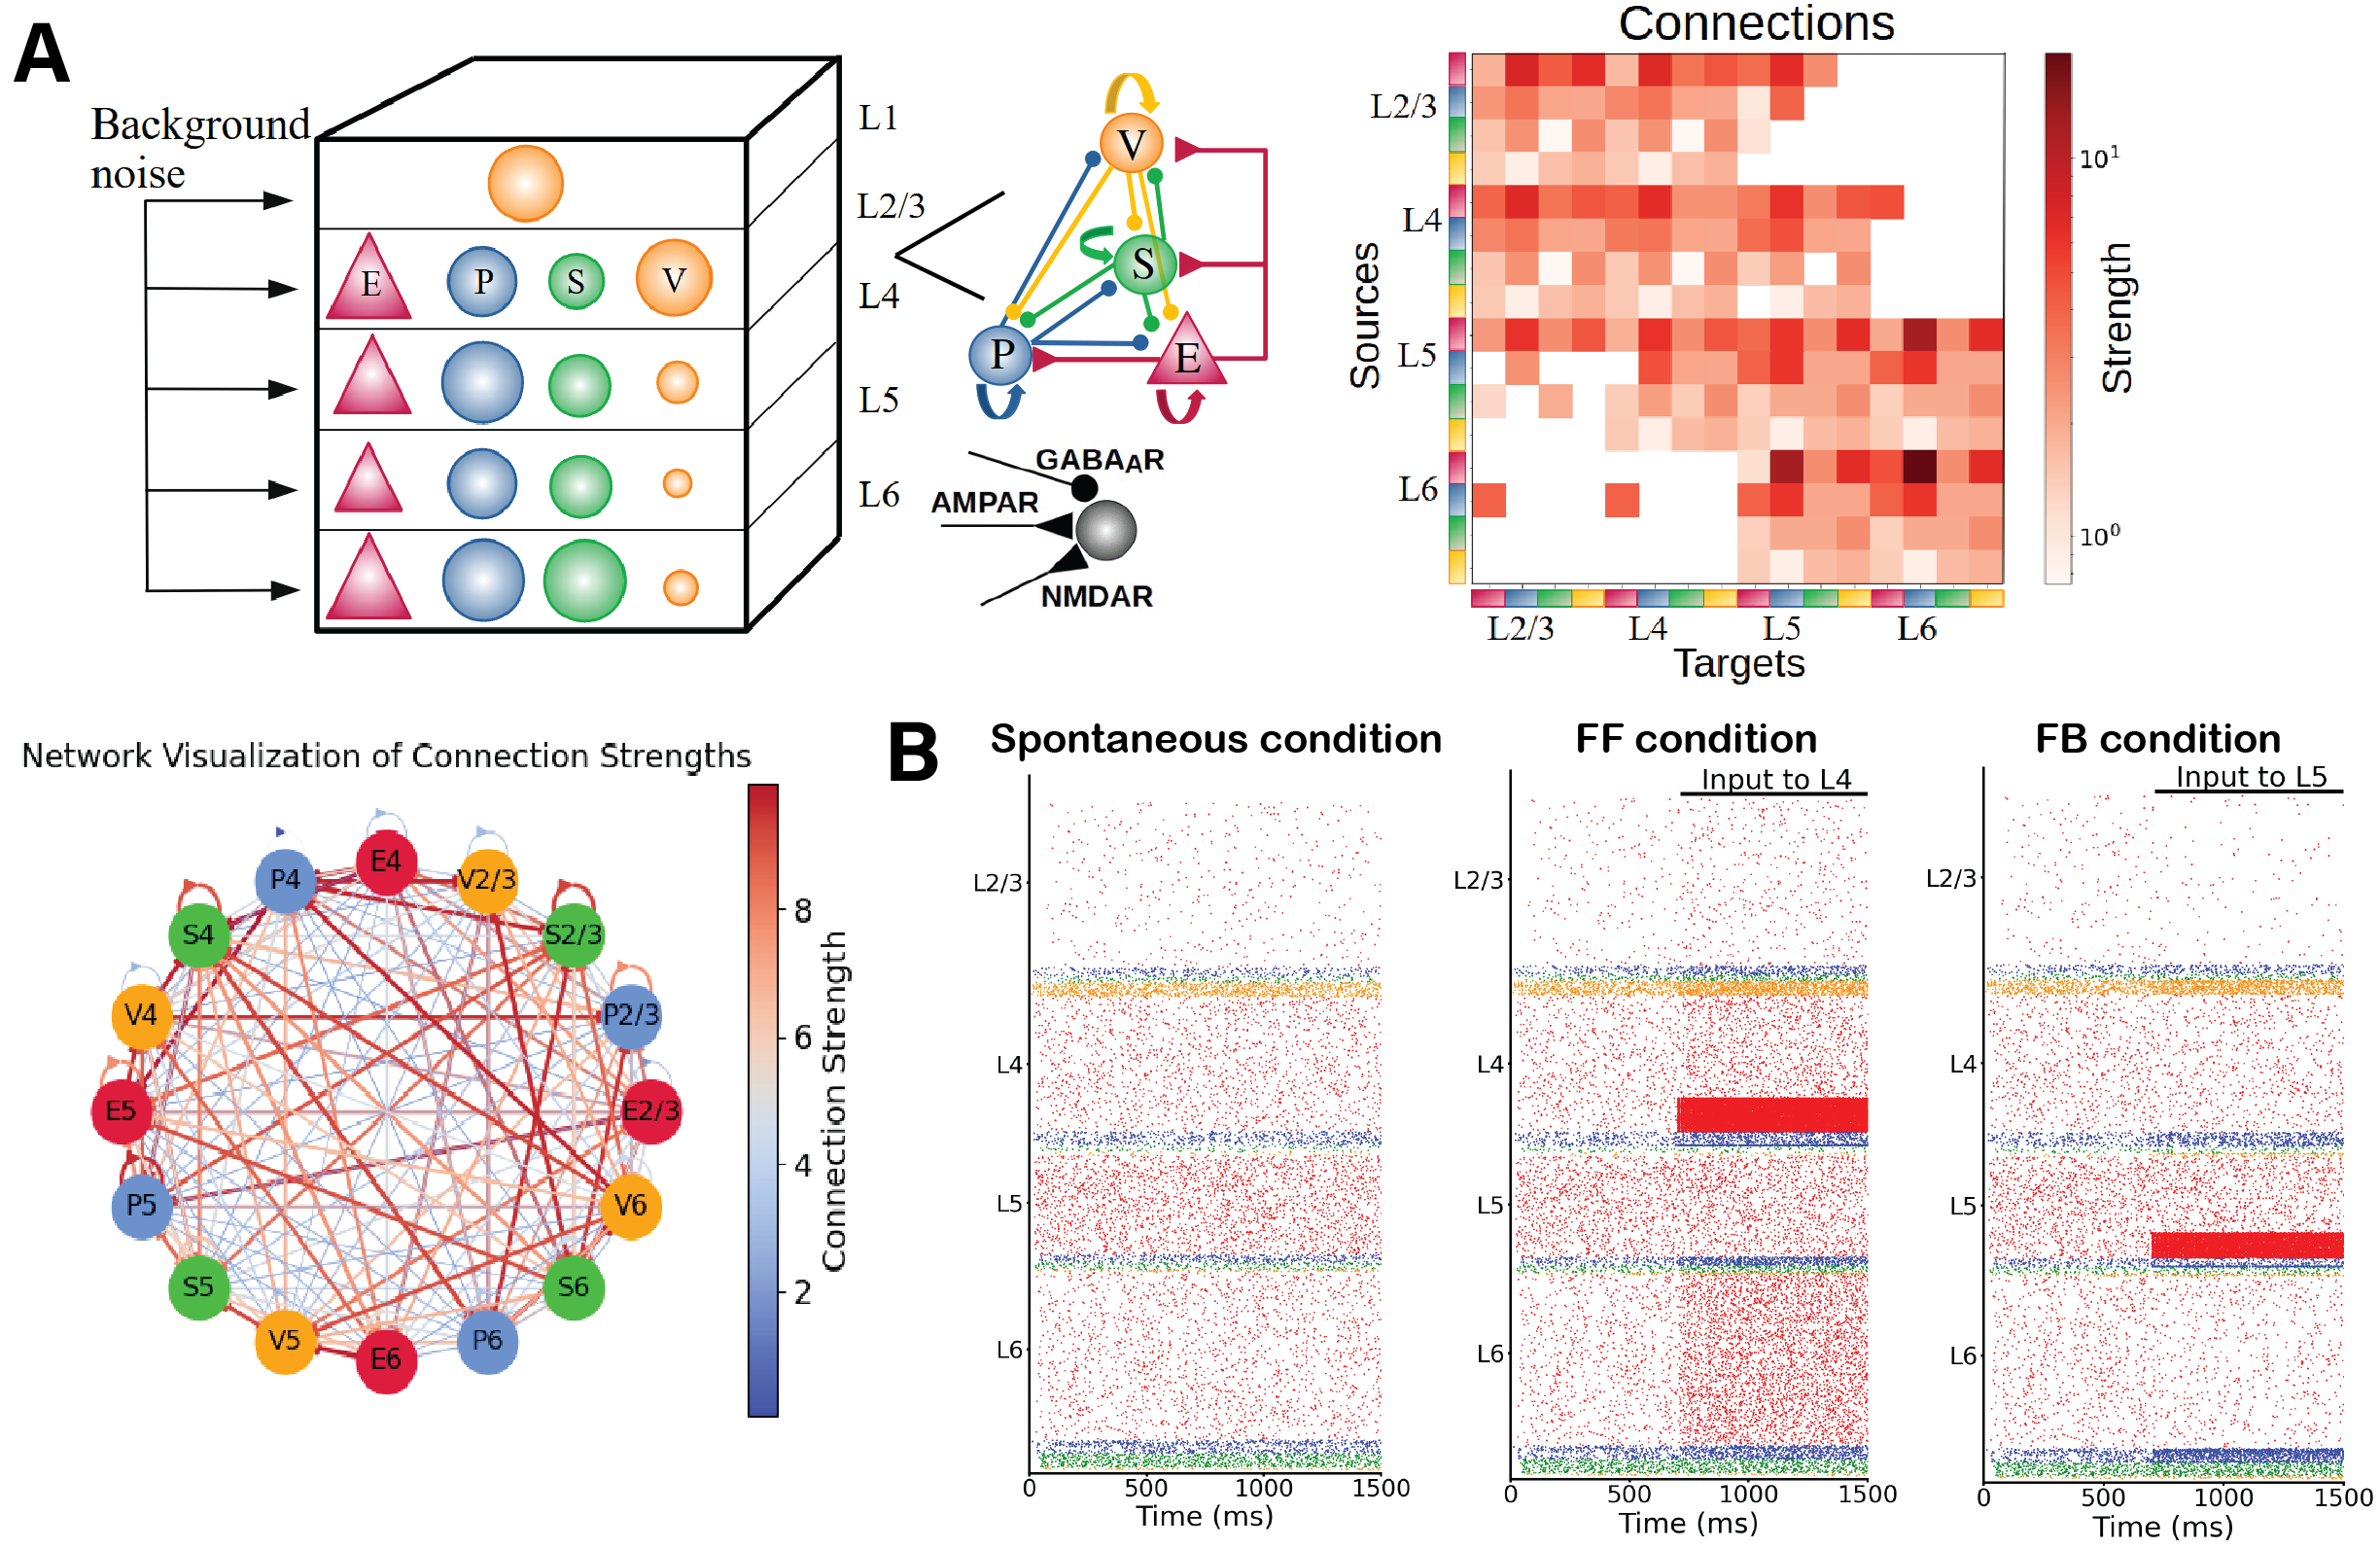 A
Background
noise
E
P
S
V
L1
L2/3
L4
L5
L6
V
S
P
E
GABAAR
AMPAR
NMDAR
Connections
Sources
L2/3
L4
L5
L6
L2/3
L4
L5
L6
Targets
10¹
10⁰
Strength
Network Visualization of Connection Strengths
E4
V2/3
S2/3
P2/3
E2/3
V6
S6
P6
E6
V5
S5
P5
E5
V4
S4
P4
8
6
4
2
Connection Strength
B
Spontaneous condition
L2/3
L4
L5
L6
0
500
1000
1500
Time (ms)
FF condition
Input to L4
L2/3
L4
L5
L6
0
500
1000
1500
Time (ms)
FB condition
Input to L5
L2/3
L4
L5
L6
0
500
1000
1500
Time (ms)